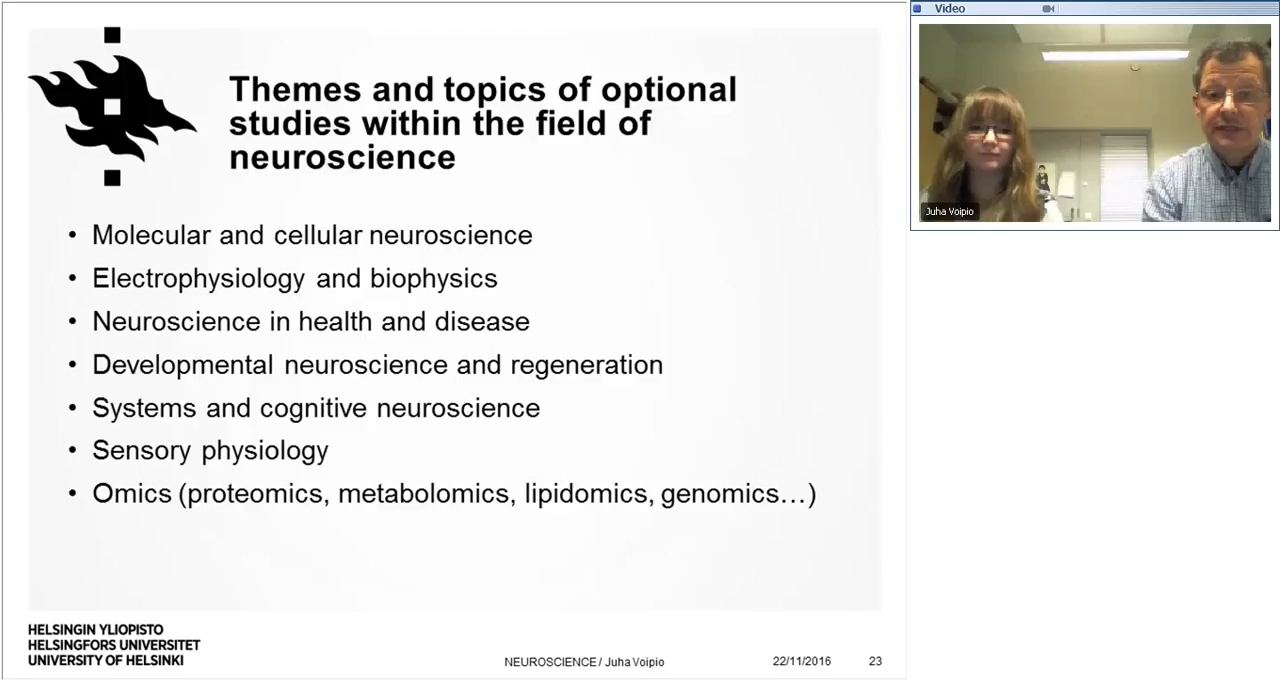 Themes and topics of optional
studies within the field of
neuroscience
• Molecular and cellular neuroscience
• Electrophysiology and biophysics
• Neuroscience in health and disease
• Developmental neuroscience and regeneration
• Systems and cognitive neuroscience
• Sensory physiology
• Omics (proteomics, metabolomics, lipidomics, genomics…)
HELSINGIN YLIOPISTO
HELSINGFORS UNIVERSITET
UNIVERSITY OF HELSINKI
NEUROSCIENCE / Juha Voipio
22/11/2016
23
Video
Juha Voipio